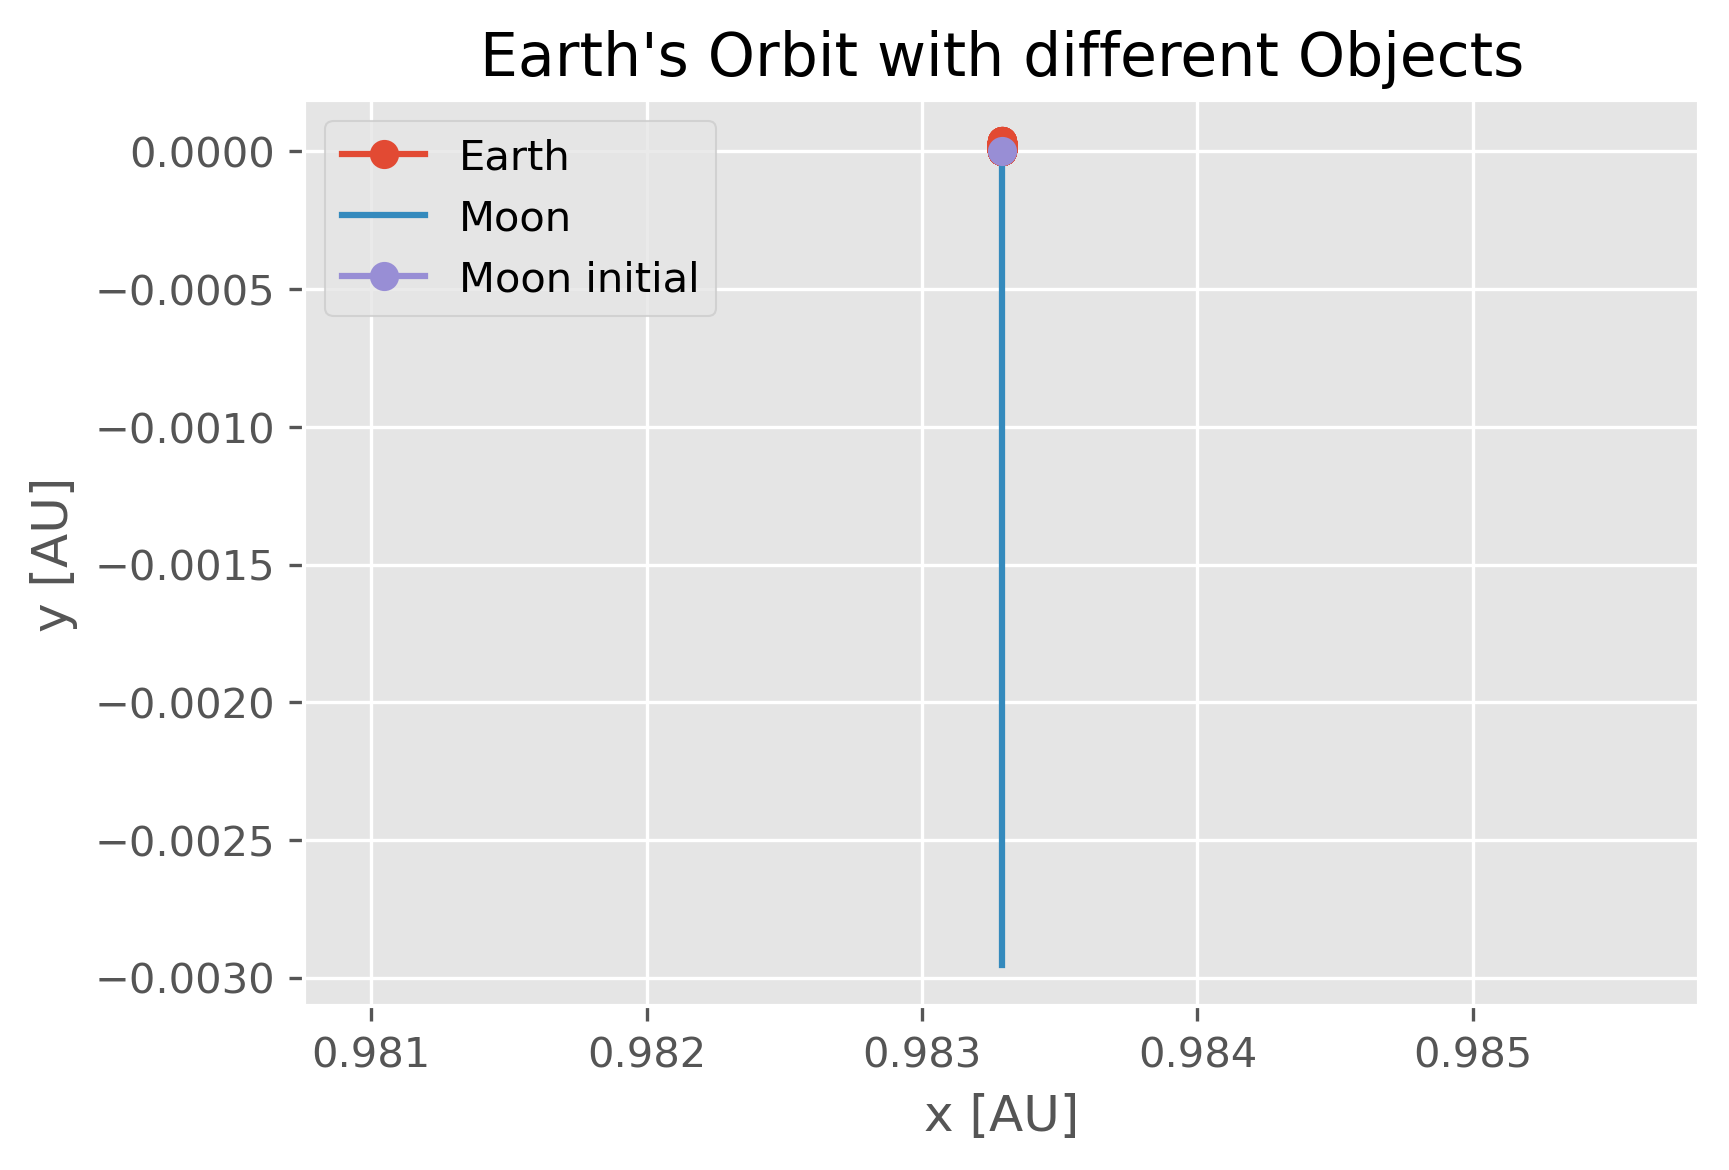 Earth's Orbit with different Objects
Earth
Moon
Moon initial
0.0000
−0.0005
−0.0010
−0.0015
−0.0020
−0.0025
−0.0030
y [AU]
0.981 0.982 0.983 0.984 0.985
x [AU]